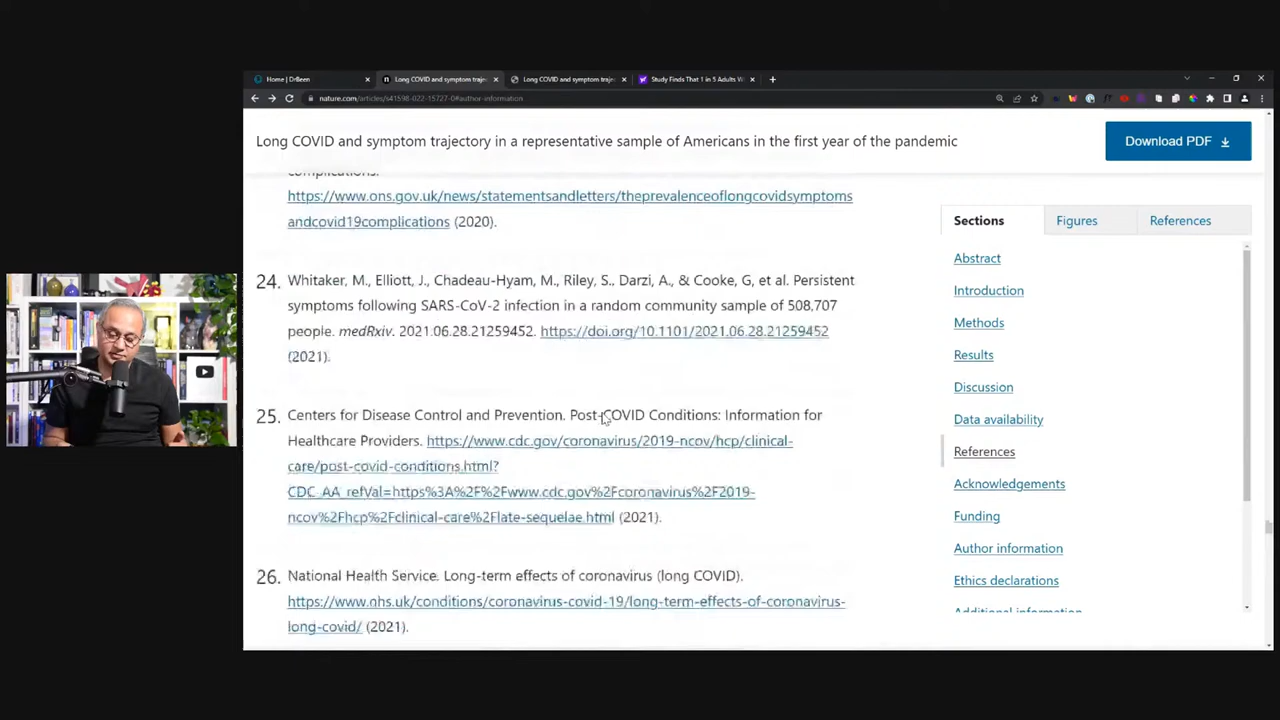 Home | DrBeen
Long COVID and symptom traje
Long COVID and symptom traje
Study Finds That 1 in 5 Adults W
nature.com/articles/s41598-022-15727-0#author-information
Long COVID and symptom trajectory in a representative sample of Americans in the first year of the pandemic
Download PDF
complications.
https://www.ons.gov.uk/news/statementsandletters/theprevalenceoflongcovidsymptoms
andcovid19complications (2020).
24. Whitaker, M., Elliott, J., Chadeau-Hyam, M., Riley, S., Darzi, A., & Cooke, G, et al. Persistent
symptoms following SARS-CoV-2 infection in a random community sample of 508,707
people. medRxiv. 2021.06.28.21259452. https://doi.org/10.1101/2021.06.28.21259452
(2021).
25. Centers for Disease Control and Prevention. Post-COVID Conditions: Information for
Healthcare Providers. https://www.cdc.gov/coronavirus/2019-ncov/hcp/clinical-
care/post-covid-conditions.html?
CDC_AA_refVal=https%3A%2F%2Fwww.cdc.gov%2Fcoronavirus%2F2019-
ncov%2Fhcp%2Fclinical-care%2Flate-sequelae.html (2021).
26. National Health Service. Long-term effects of coronavirus (long COVID).
https://www.nhs.uk/conditions/coronavirus-covid-19/long-term-effects-of-coronavirus-
long-covid/ (2021).
Sections
Figures
References
Abstract
Introduction
Methods
Results
Discussion
Data availability
References
Acknowledgements
Funding
Author information
Ethics declarations
Additional information